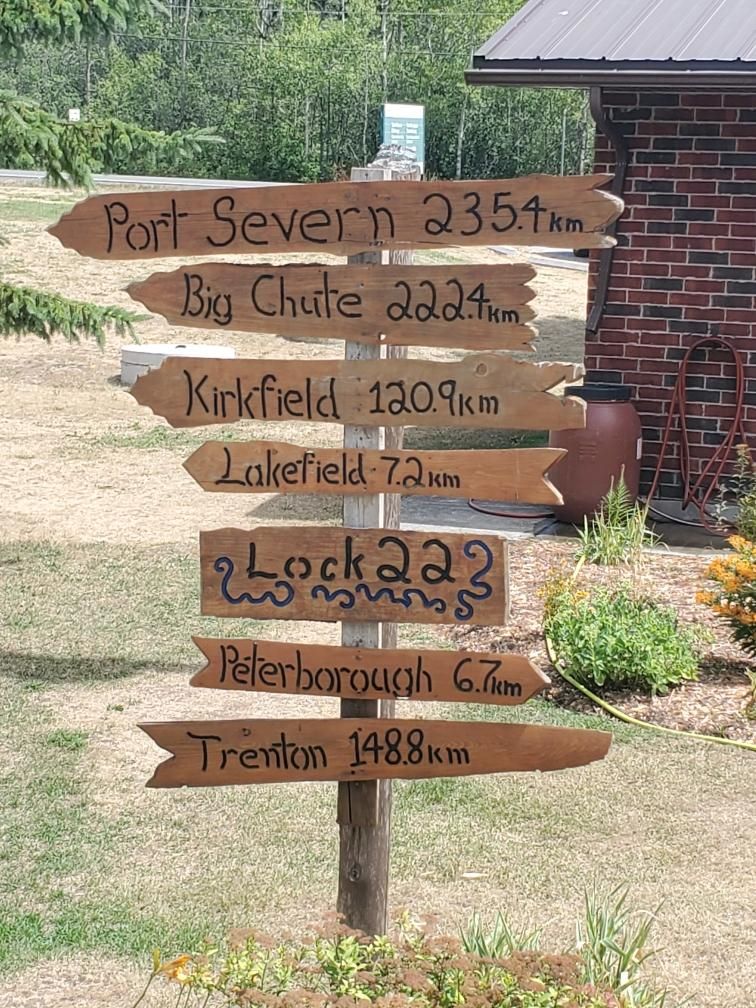 Port Severn 235.4km
Big Chute 222.4km
Kirkfield 120.9km
Lakefield 7.2km
Lock 22
Peterborough 6.7km
Trenton 148.8km